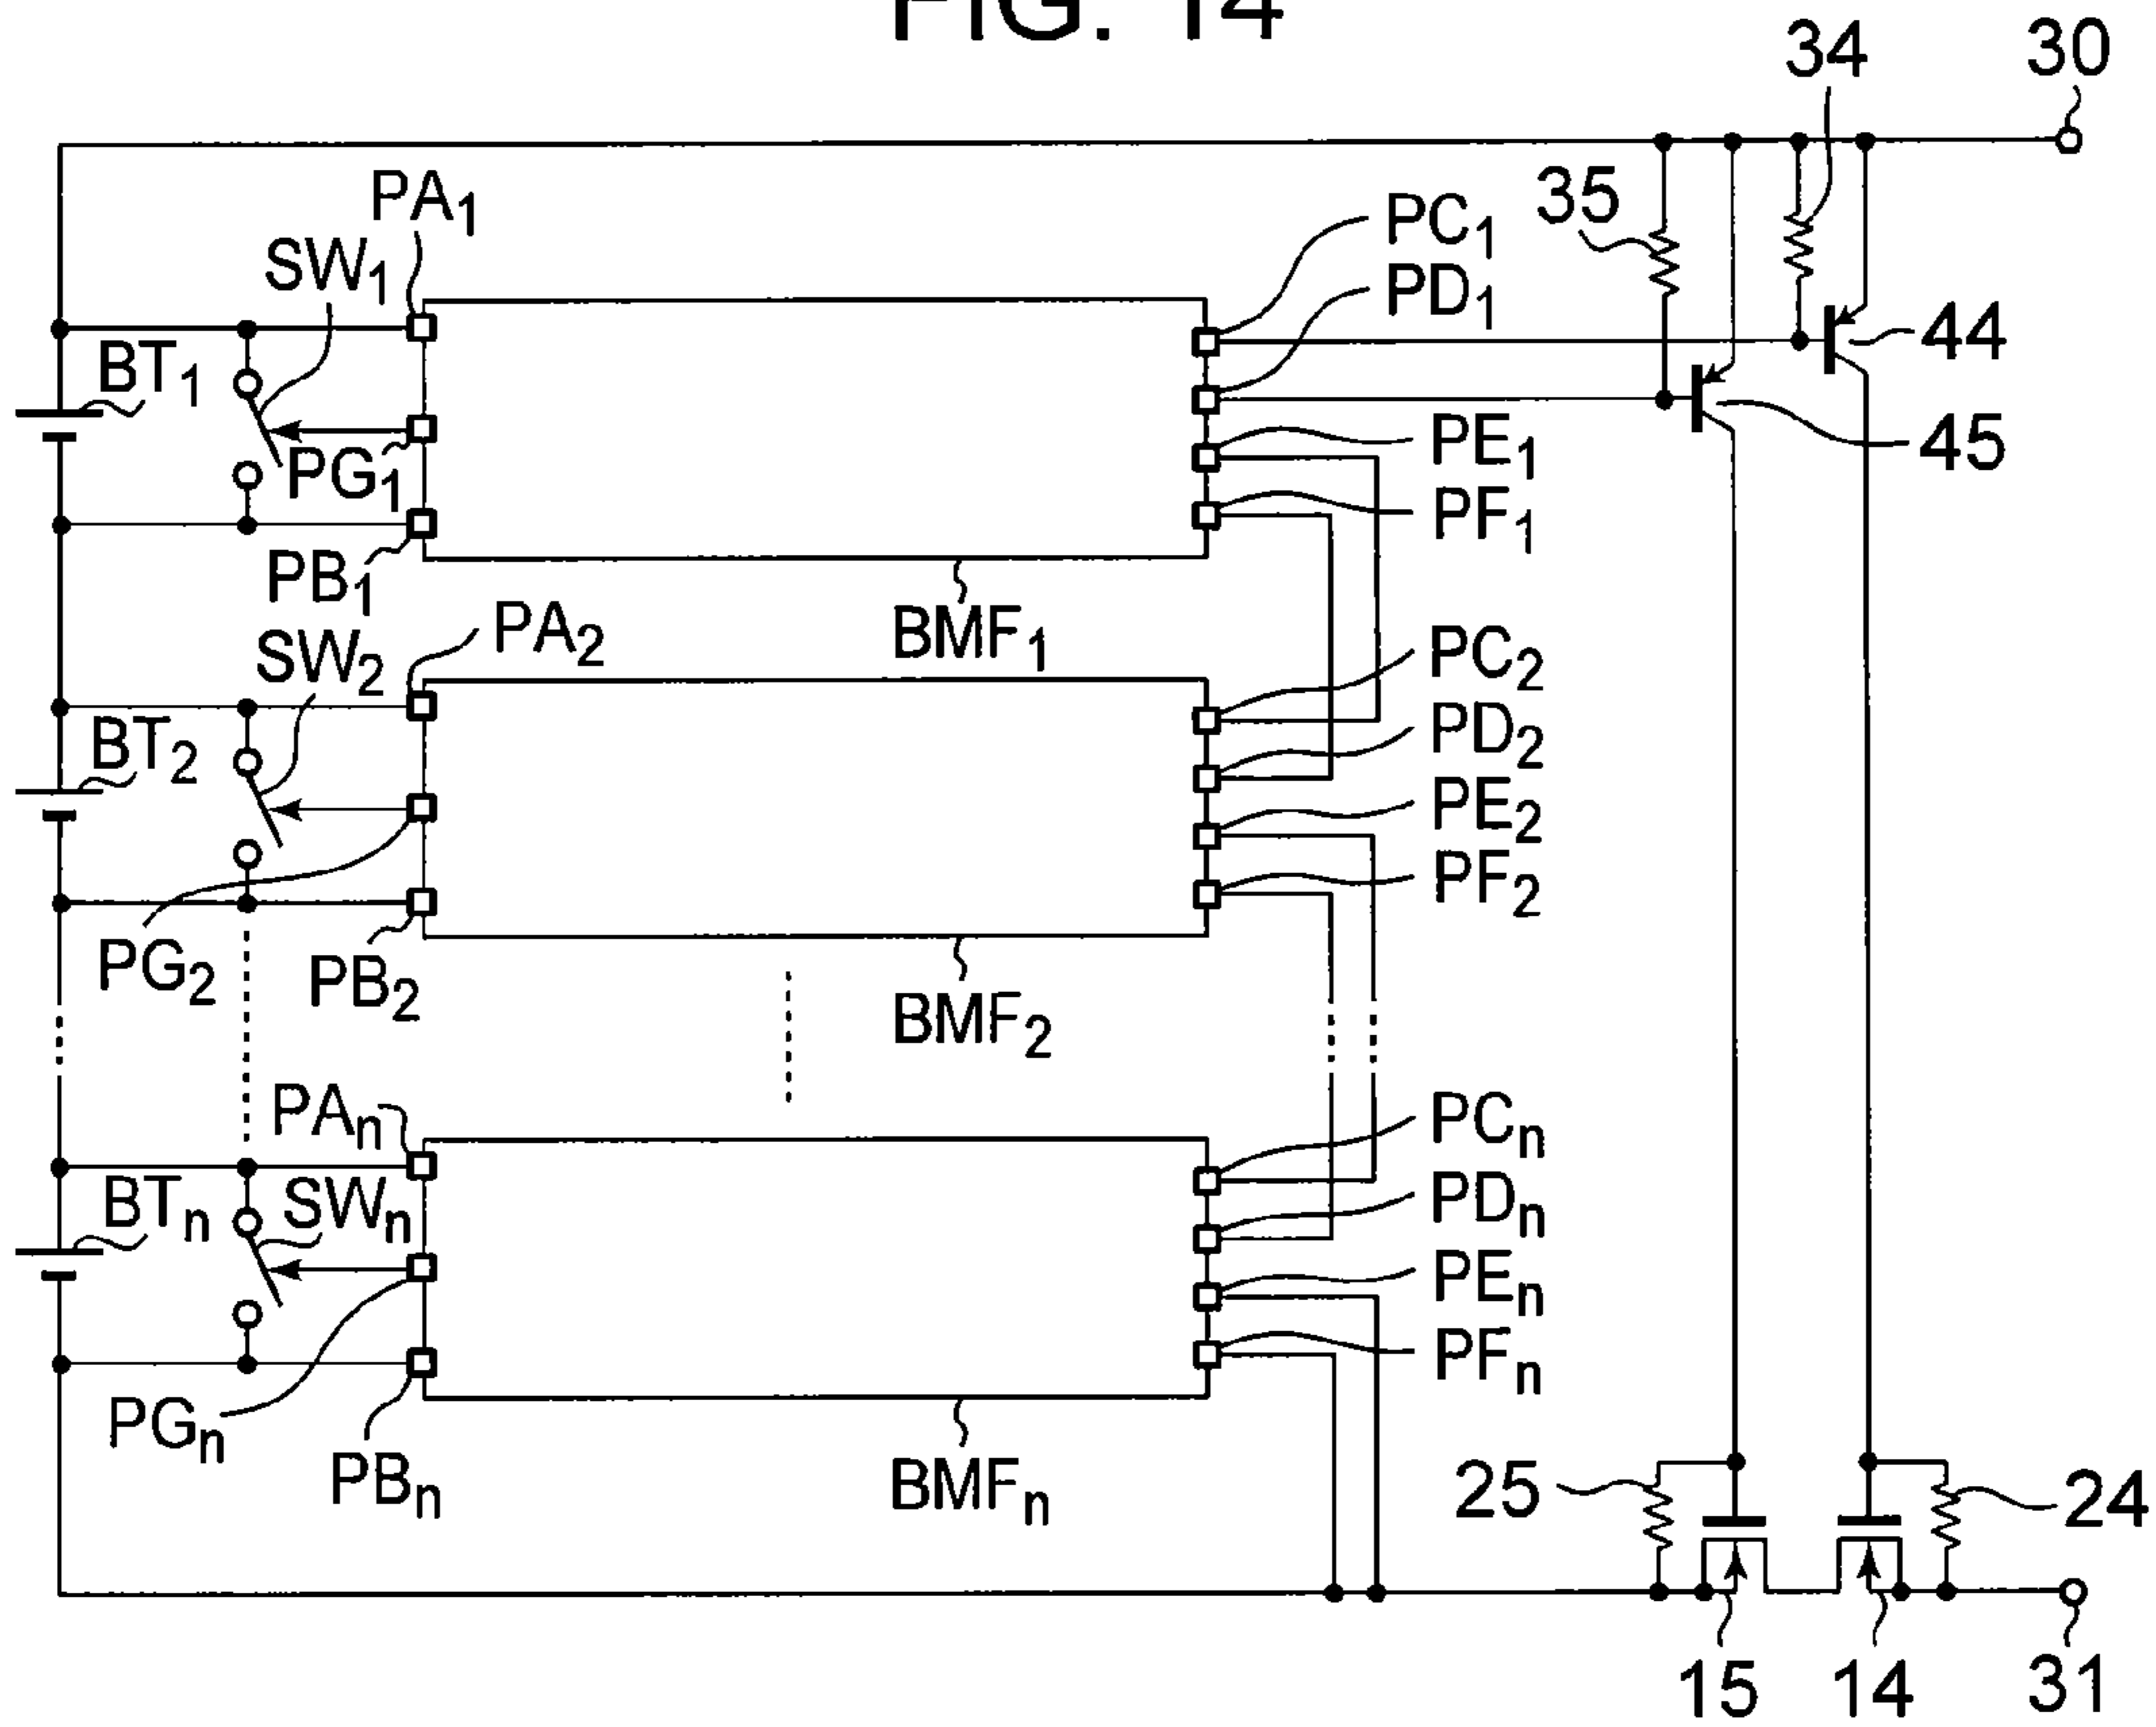 FIG. 14
34
30
PA1
35
PC1
SW1
PD1
44
BT1
PE1
45
PG1
PF1
PB1
BMF1
PA2
SW2
PC2
BT2
PD2
PE2
PF2
PG2
PB2
BMF2
PAn
PCn
BTn
SWn
PDn
PEn
PFn
PGn
PBn
BMFn
25
24
15
14
31